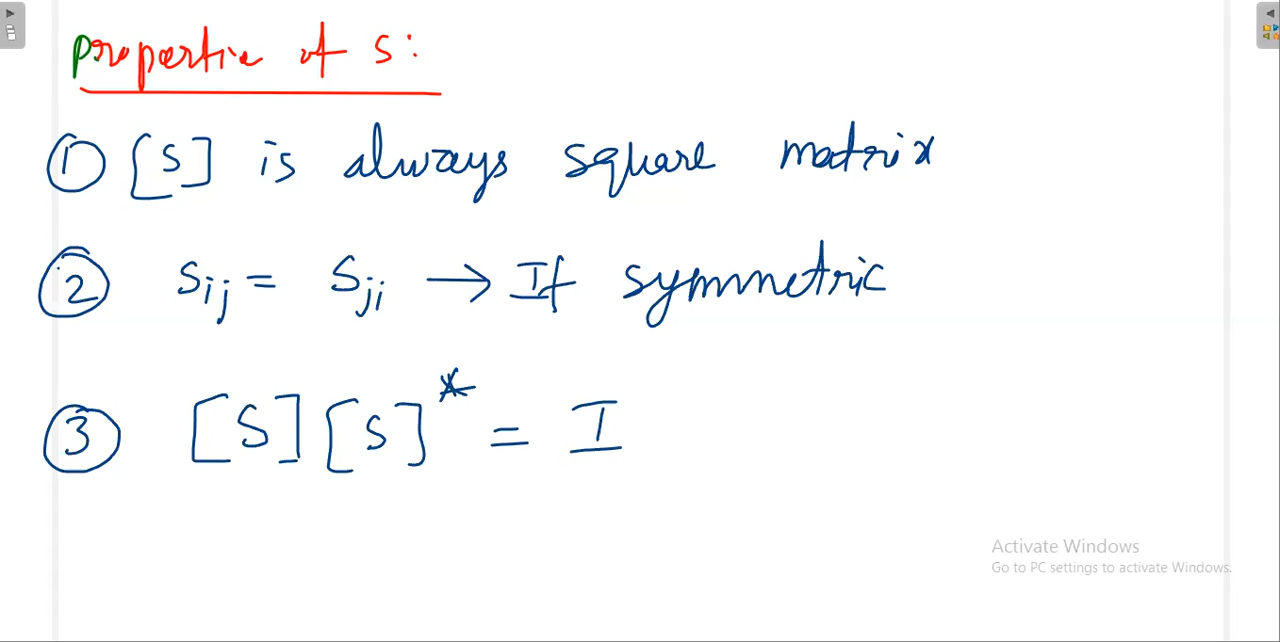 propertie of S:
① [S] is always square matrix
② Sij = Sji → If symmetric
③ [S][S]* = I
Activate Windows
Go to PC settings to activate Windows.